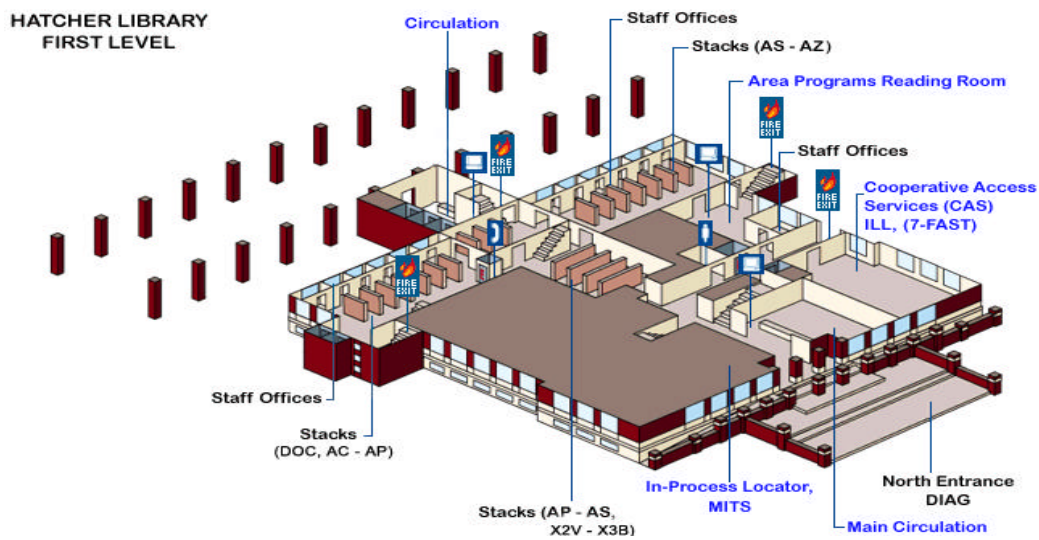 HATCHER LIBRARY
FIRST LEVEL
Circulation
Staff Offices
Stacks (AS - AZ)
Area Programs Reading Room
FIRE
EXIT
FIRE
EXIT
Staff Offices
FIRE
EXIT
Cooperative Access
Services (CAS)
ILL, (7-FAST)
FIRE
EXIT
Staff Offices
Stacks
(DOC, AC - AP)
Stacks (AP - AS,
X2V - X3B)
In-Process Locator,
MITS
North Entrance
DIAG
Main Circulation